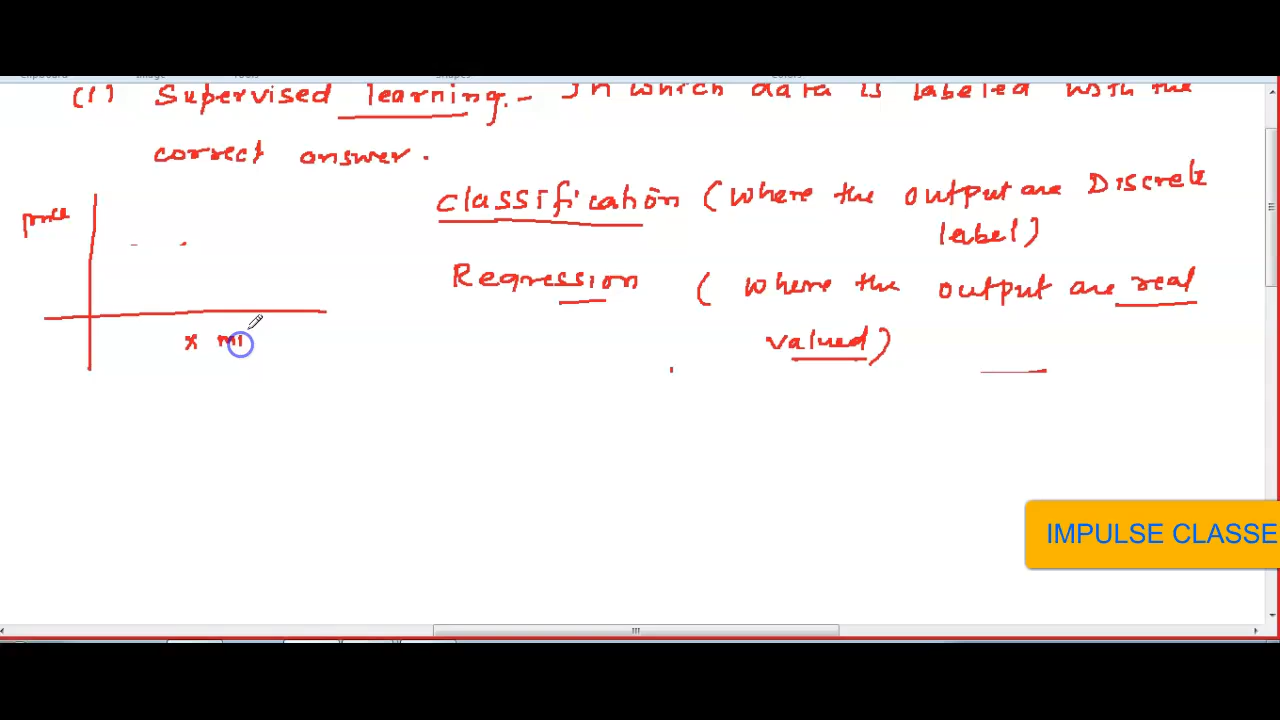 (1) Supervised learning. - In which data is labeled with the
correct answer.
price
Classification (where the output are Discrete
label)
Regression (where the output are real
valued)
x mi
IMPULSE CLASSE